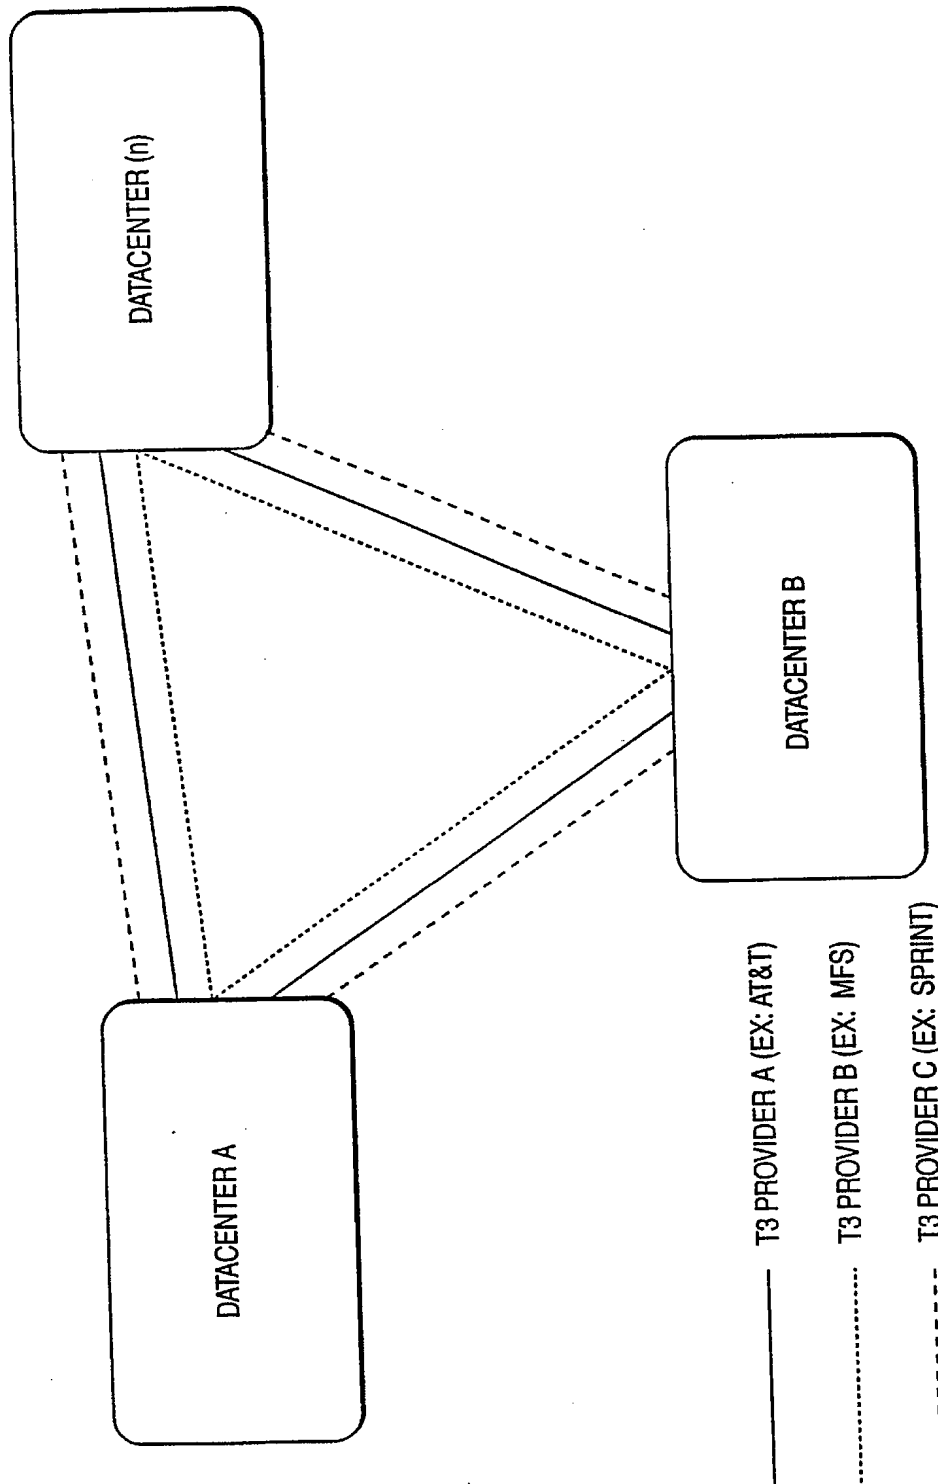 DATACENTER A
DATACENTER (n)
DATACENTER B
T3 PROVIDER A (EX: AT&T)
T3 PROVIDER B (EX: MFS)
T3 PROVIDER C (EX: SPRINT)